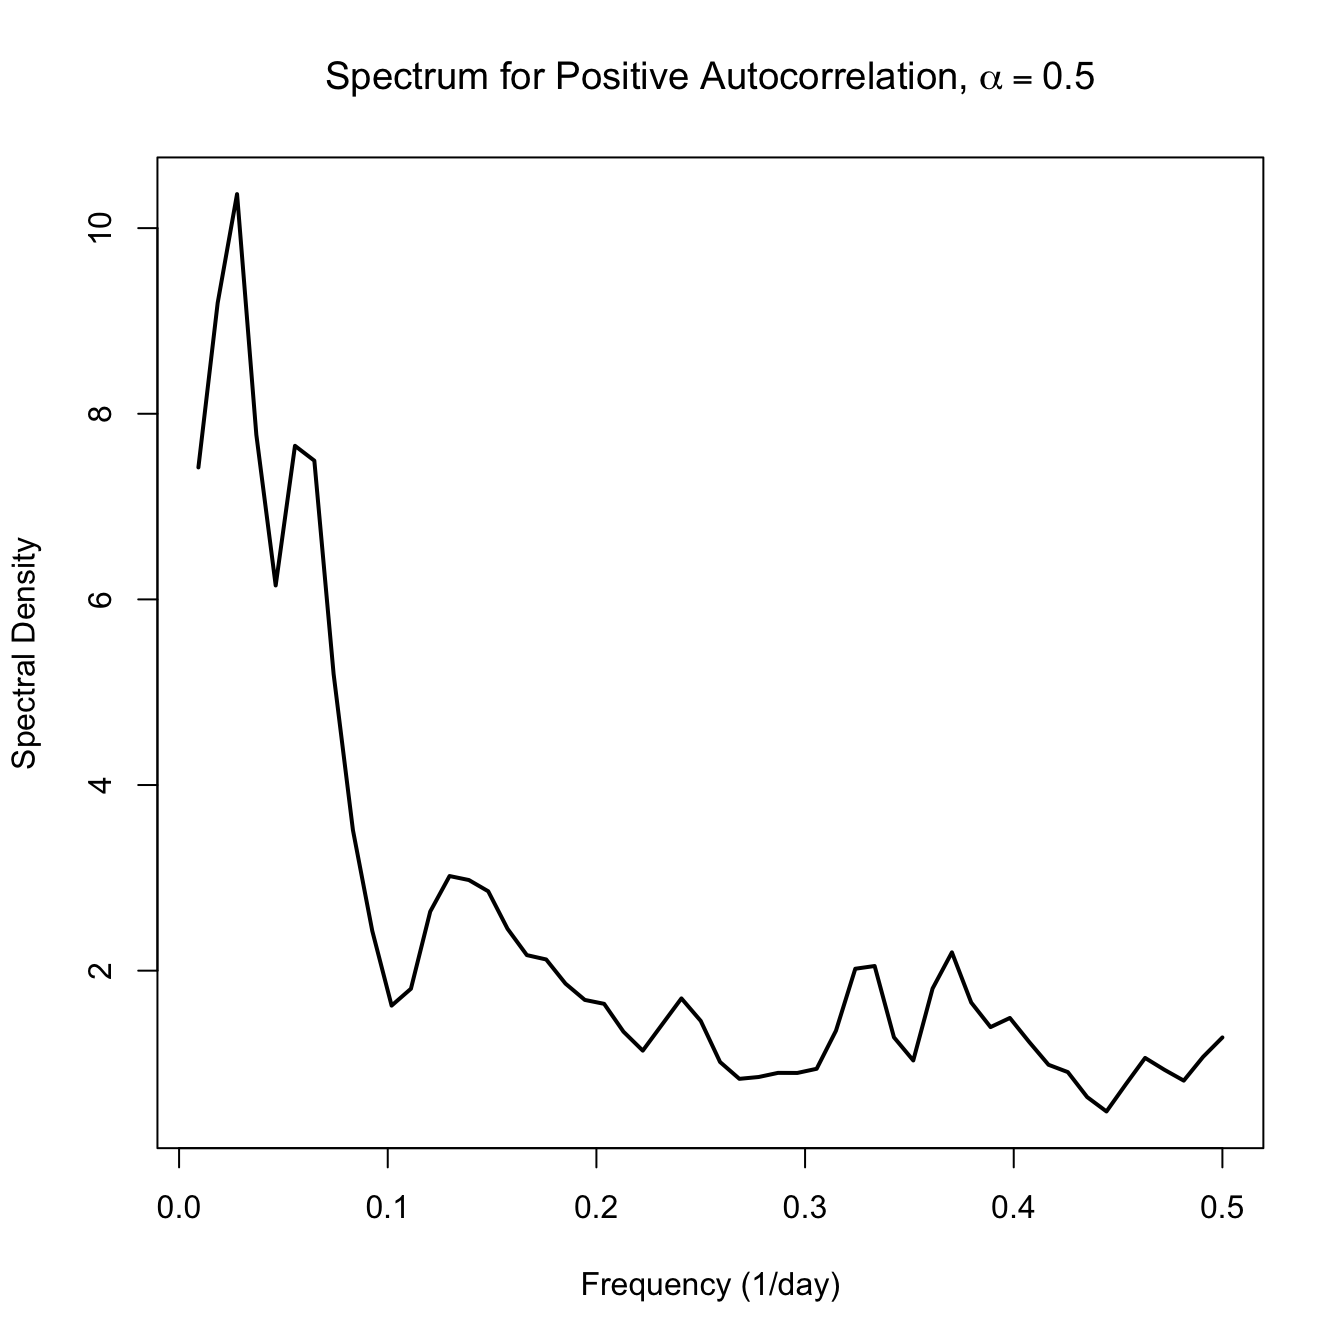 Spectrum for Positive Autocorrelation, α = 0.5
10
8
6
4
2
Spectral Density
0.0 0.1 0.2 0.3 0.4 0.5
Frequency (1/day)